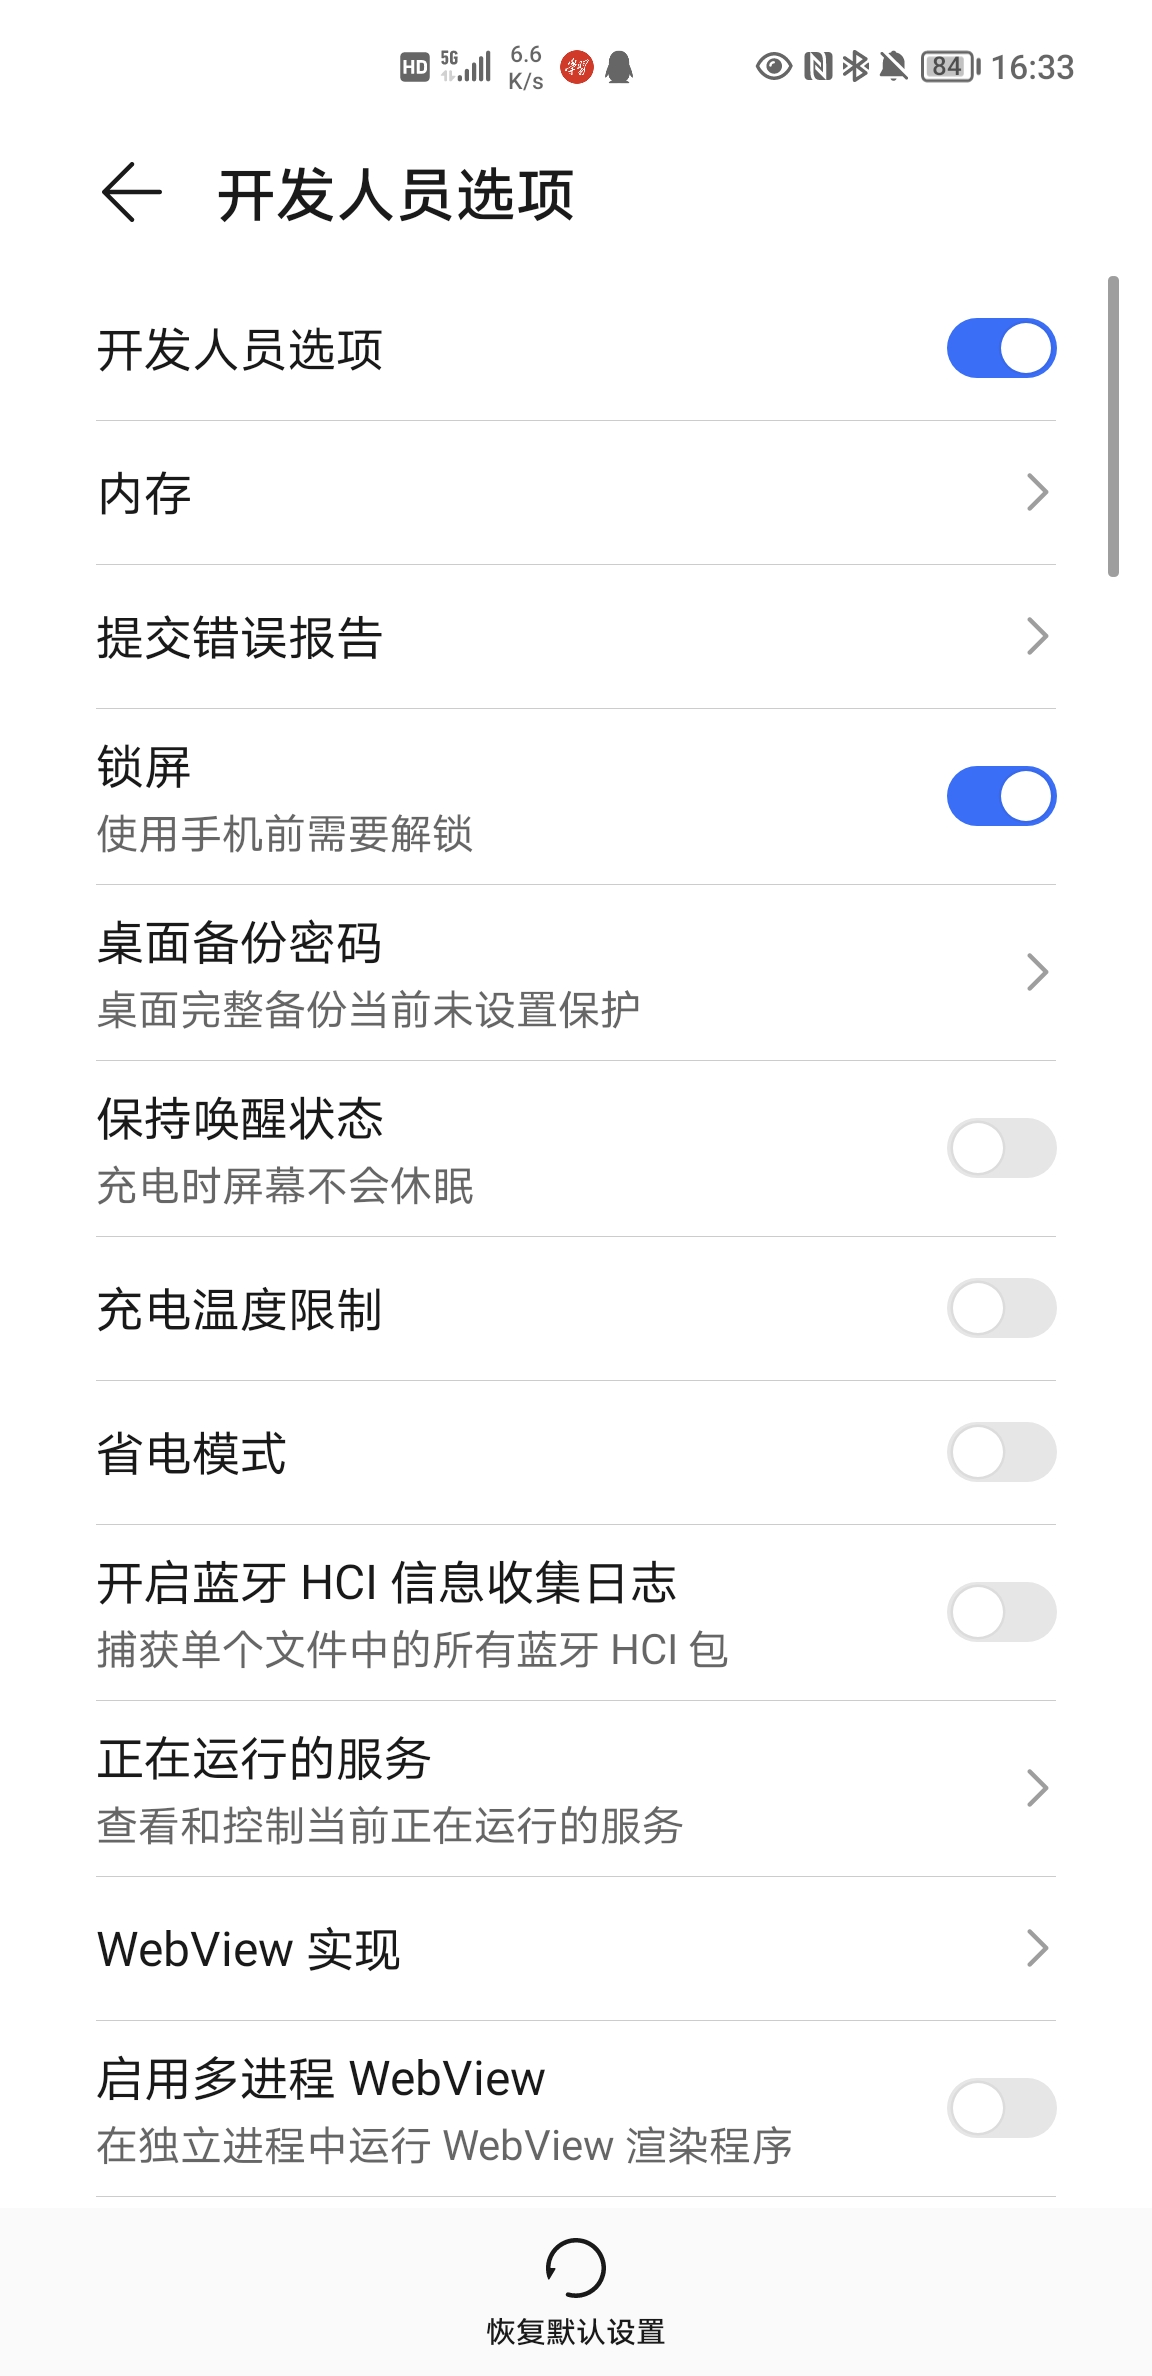 HD 5G 6.6 K/s 84 16:33
开发人员选项
开发人员选项
内存
提交错误报告
锁屏
使用手机前需要解锁
桌面备份密码
桌面完整备份当前未设置保护
保持唤醒状态
充电时屏幕不会休眠
充电温度限制
省电模式
开启蓝牙 HCI 信息收集日志
捕获单个文件中的所有蓝牙 HCI 包
正在运行的服务
查看和控制当前正在运行的服务
WebView 实现
启用多进程 WebView
在独立进程中运行 WebView 渲染程序
恢复默认设置